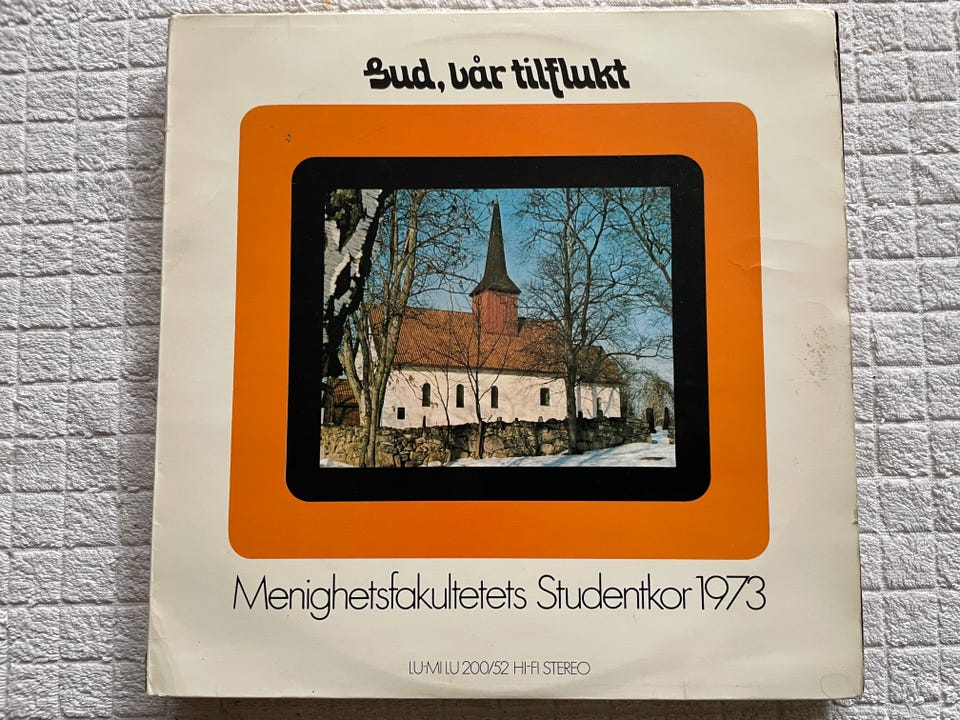 Gud, vår tilflukt
Menighetsfakultetets Studentkor 1973
LU-MI LU 200/52 HI-FI STEREO